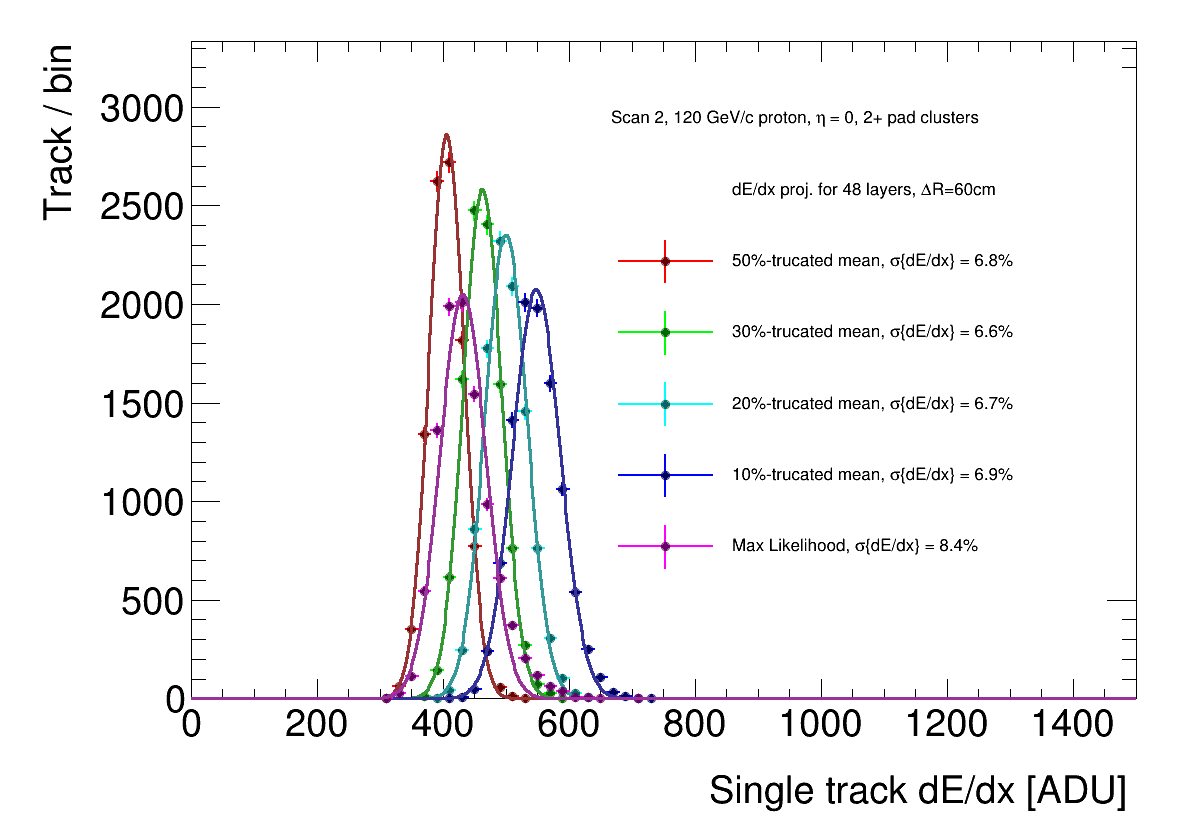 Track / bin
3000
2500
2000
1500
1000
500
0
0 200 400 600 800 1000 1200 1400
Single track dE/dx [ADU]
Scan 2, 120 GeV/c proton, η = 0, 2+ pad clusters
dE/dx proj. for 48 layers, ΔR=60cm
50%-trucated mean, σ{dE/dx} = 6.8%
30%-trucated mean, σ{dE/dx} = 6.6%
20%-trucated mean, σ{dE/dx} = 6.7%
10%-trucated mean, σ{dE/dx} = 6.9%
Max Likelihood, σ{dE/dx} = 8.4%